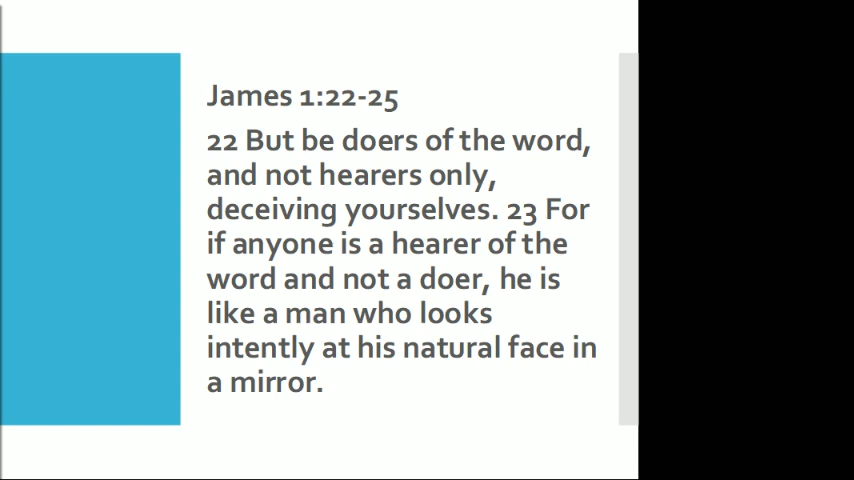 James 1:22-25
22 But be doers of the word,
and not hearers only,
deceiving yourselves. 23 For
if anyone is a hearer of the
word and not a doer, he is
like a man who looks
intently at his natural face in
a mirror.